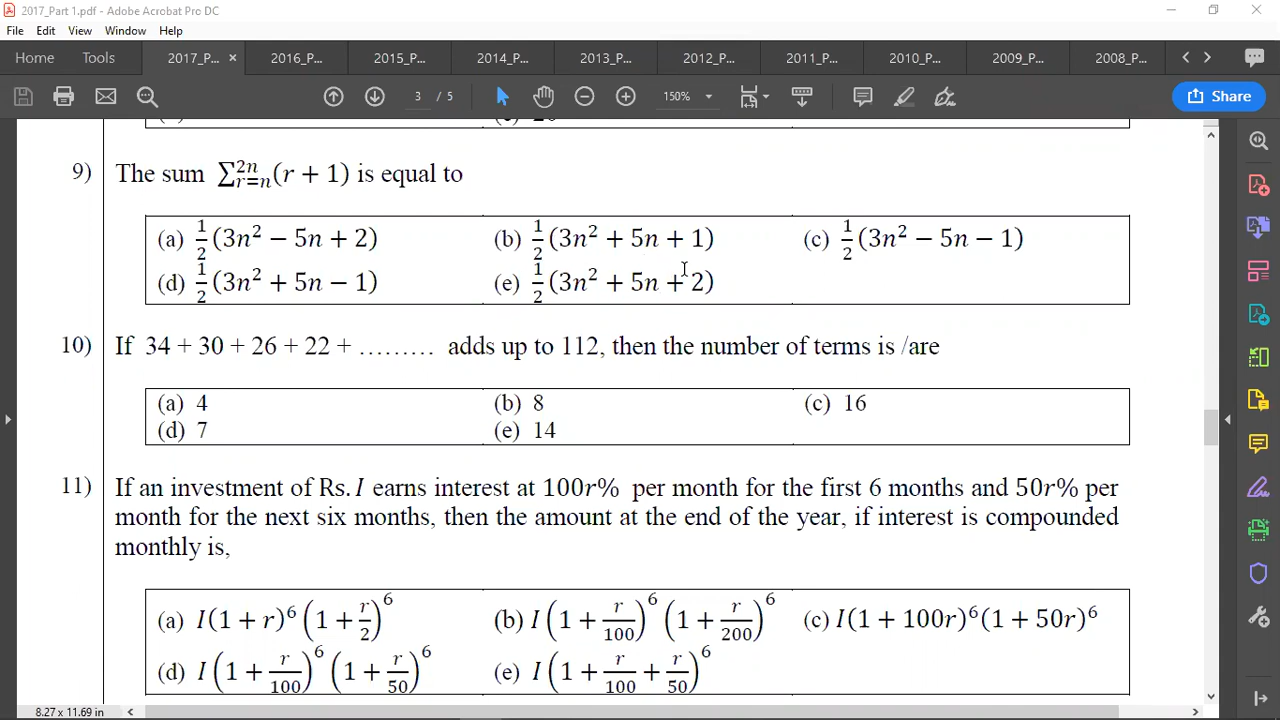 2017_Part 1.pdf - Adobe Acrobat Pro DC
File Edit View Window Help
Home Tools 2017_P... × 2016_P... 2015_P... 2014_P... 2013_P... 2012_P... 2011_P... 2010_P... 2009_P... 2008_P...
3 / 5 150% Share
9) The sum ∑_{r=n}^{2n}(r + 1) is equal to
(a) 1/2(3n² − 5n + 2) (b) 1/2(3n² + 5n + 1) (c) 1/2(3n² − 5n − 1)
(d) 1/2(3n² + 5n − 1) (e) 1/2(3n² + 5n + 2)
10) If 34 + 30 + 26 + 22 + ……… adds up to 112, then the number of terms is /are
(a) 4 (b) 8 (c) 16
(d) 7 (e) 14
11) If an investment of Rs. I earns interest at 100r% per month for the first 6 months and 50r% per
month for the next six months, then the amount at the end of the year, if interest is compounded
monthly is,
(a) I(1 + r)⁶(1 + r/2)⁶ (b) I(1 + r/100)⁶(1 + r/200)⁶ (c) I(1 + 100r)⁶(1 + 50r)⁶
(d) I(1 + r/100)⁶(1 + r/50)⁶ (e) I(1 + r/100 + r/50)⁶
8.27 x 11.69 in